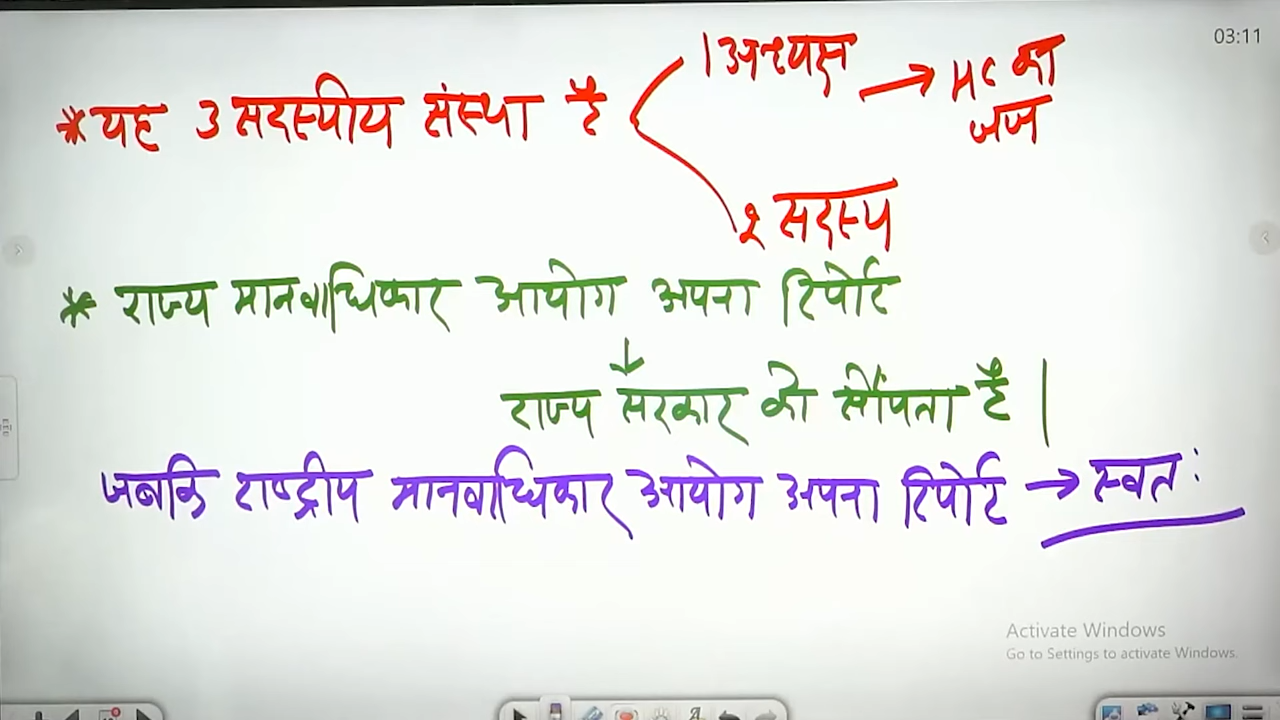 03:11
* यह 3 सदस्यीय संस्था है
1 अध्यक्ष → HC का जज
2 सदस्य
* राज्य मानवाधिकार आयोग अपना रिर्पोट
↓
राज्य सरकार को सौंपता है |
जबकि राष्ट्रीय मानवाधिकार आयोग अपना रिर्पोट → स्वतः
Activate Windows
Go to Settings to activate Windows.